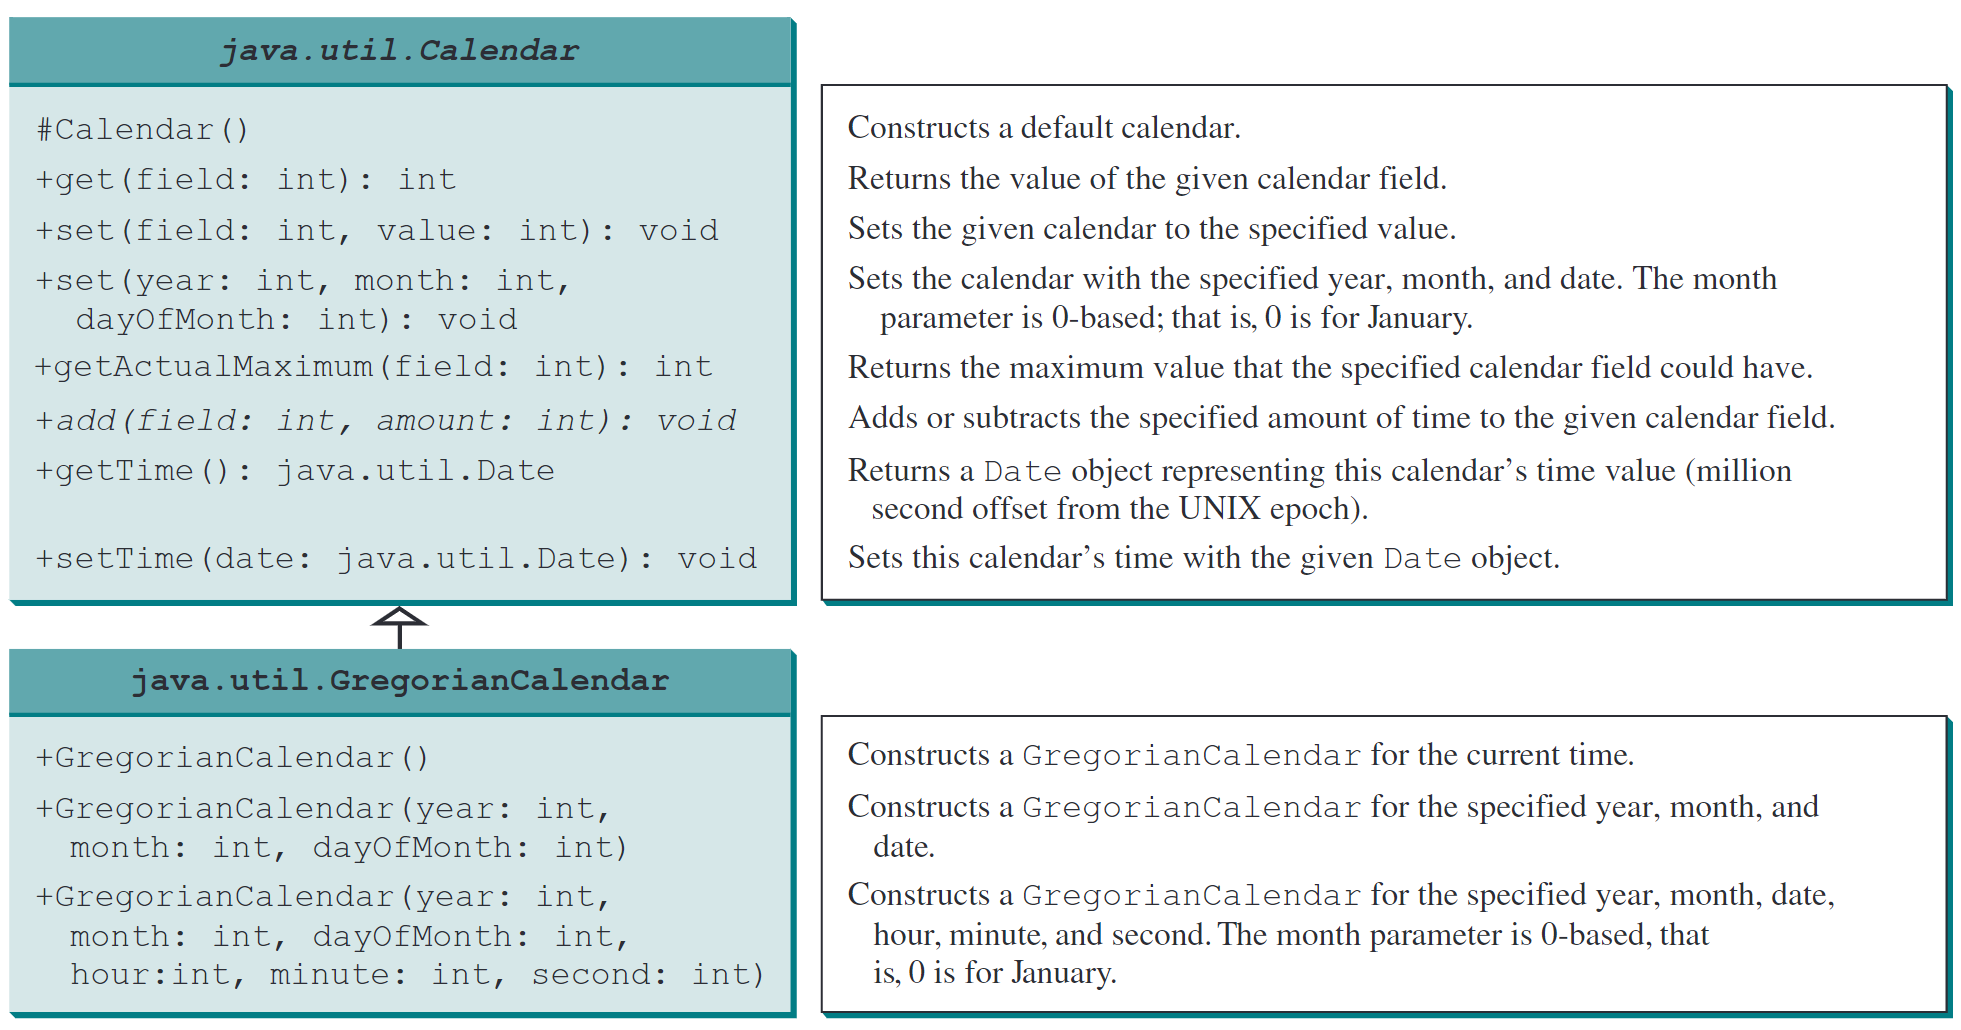 java.util.Calendar
#Calendar()
+get(field: int): int
+set(field: int, value: int): void
+set(year: int, month: int,
dayOfMonth: int): void
+getActualMaximum(field: int): int
+add(field: int, amount: int): void
+getTime(): java.util.Date
+setTime(date: java.util.Date): void
Constructs a default calendar.
Returns the value of the given calendar field.
Sets the given calendar to the specified value.
Sets the calendar with the specified year, month, and date. The month
parameter is 0-based; that is, 0 is for January.
Returns the maximum value that the specified calendar field could have.
Adds or subtracts the specified amount of time to the given calendar field.
Returns a Date object representing this calendar’s time value (million
second offset from the UNIX epoch).
Sets this calendar’s time with the given Date object.
java.util.GregorianCalendar
+GregorianCalendar()
+GregorianCalendar(year: int,
month: int, dayOfMonth: int)
+GregorianCalendar(year: int,
month: int, dayOfMonth: int,
hour:int, minute: int, second: int)
Constructs a GregorianCalendar for the current time.
Constructs a GregorianCalendar for the specified year, month, and
date.
Constructs a GregorianCalendar for the specified year, month, date,
hour, minute, and second. The month parameter is 0-based, that
is, 0 is for January.